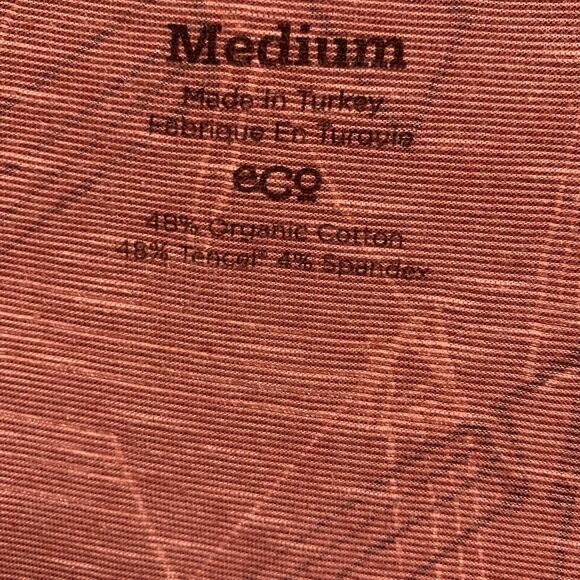 Medium
Made In Turkey
Fabrique En Turquie
eco
48% Organic Cotton
48% Tencel® 4% Spandex